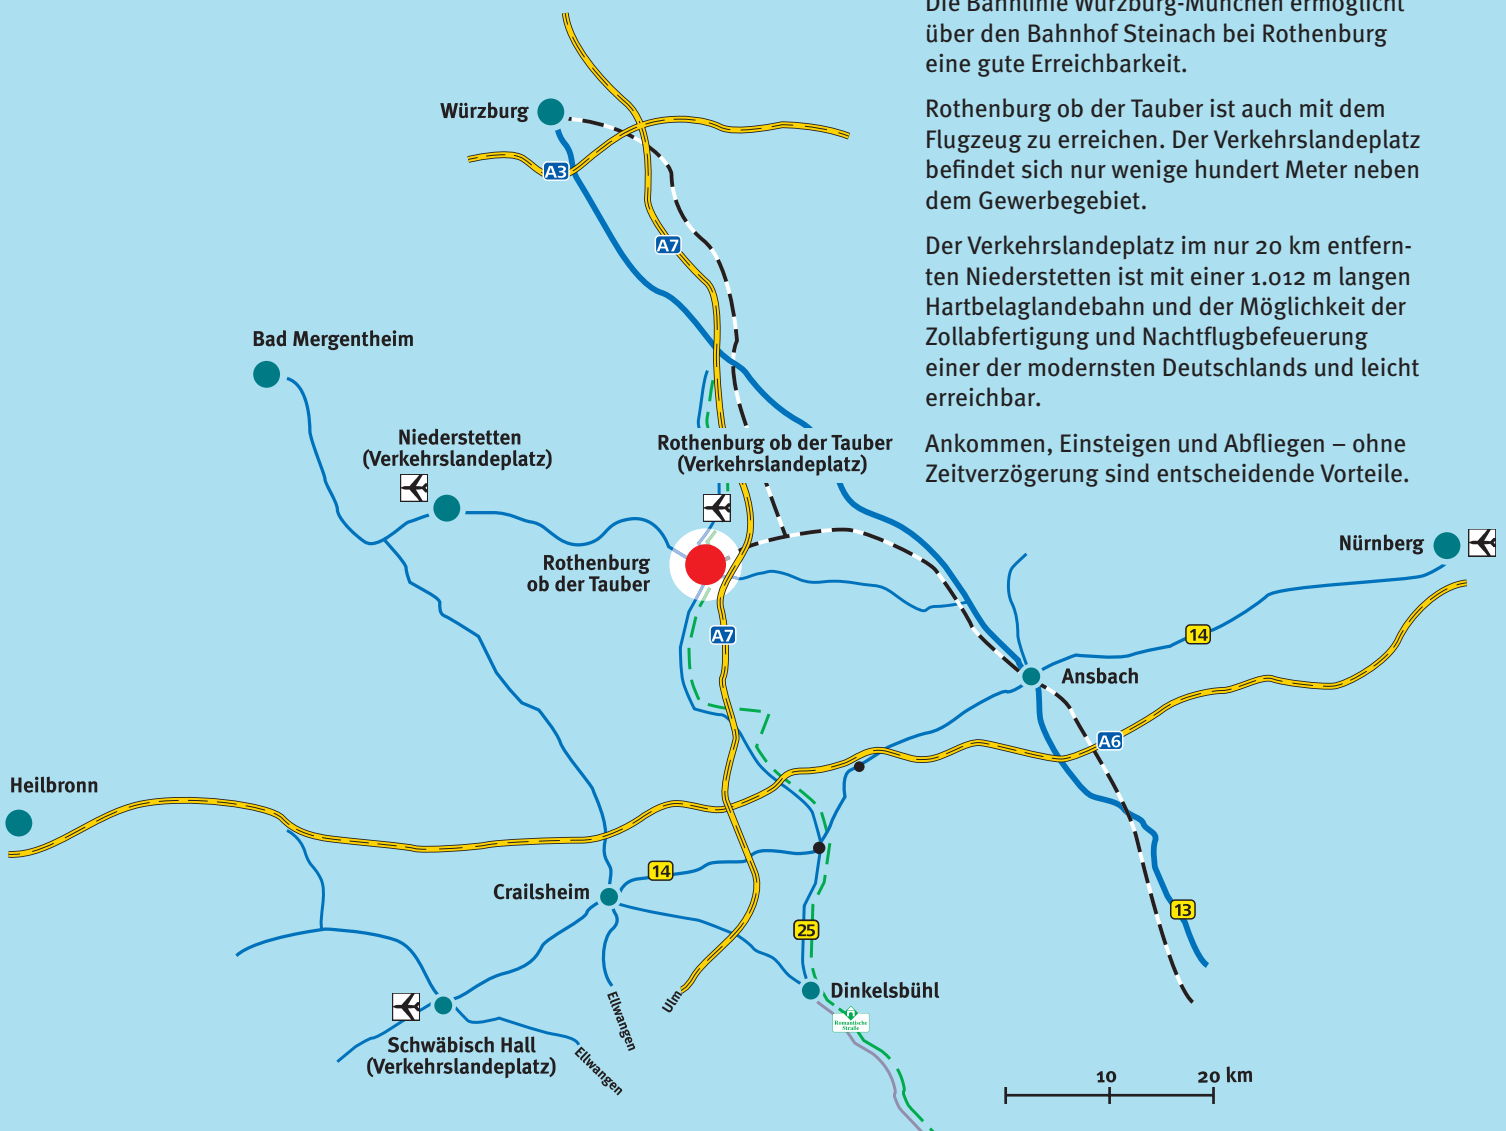 Die Bahnlinie Würzburg-München ermöglicht
über den Bahnhof Steinach bei Rothenburg
eine gute Erreichbarkeit.
Rothenburg ob der Tauber ist auch mit dem
Flugzeug zu erreichen. Der Verkehrslandeplatz
befindet sich nur wenige hundert Meter neben
dem Gewerbegebiet.
Der Verkehrslandeplatz im nur 20 km entfern-
ten Niederstetten ist mit einer 1.012 m langen
Hartbelaglandebahn und der Möglichkeit der
Zollabfertigung und Nachtflugbefeuerung
einer der modernsten Deutschlands und leicht
erreichbar.
Ankommen, Einsteigen und Abfliegen – ohne
Zeitverzögerung sind entscheidende Vorteile.
Würzburg
A3
A7
Bad Mergentheim
Niederstetten
(Verkehrslandeplatz)
Rothenburg ob der Tauber
(Verkehrslandeplatz)
Rothenburg
ob der Tauber
Nürnberg
A7
14
Ansbach
A6
Heilbronn
14
Crailsheim
13
25
Dinkelsbühl
Romantische
Straße
Ulm
Ellwangen
Ellwangen
Schwäbisch Hall
(Verkehrslandeplatz)
10
20 km